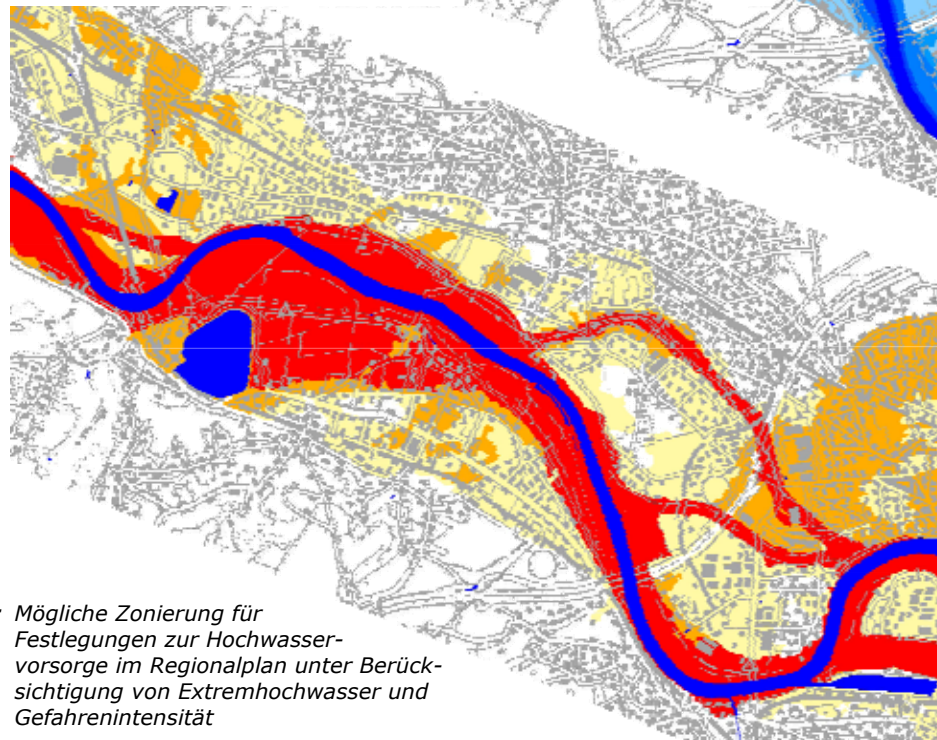 Mögliche Zonierung für
Festlegungen zur Hochwasser-
vorsorge im Regionalplan unter Berück-
sichtigung von Extremhochwasser und
Gefahrenintensität